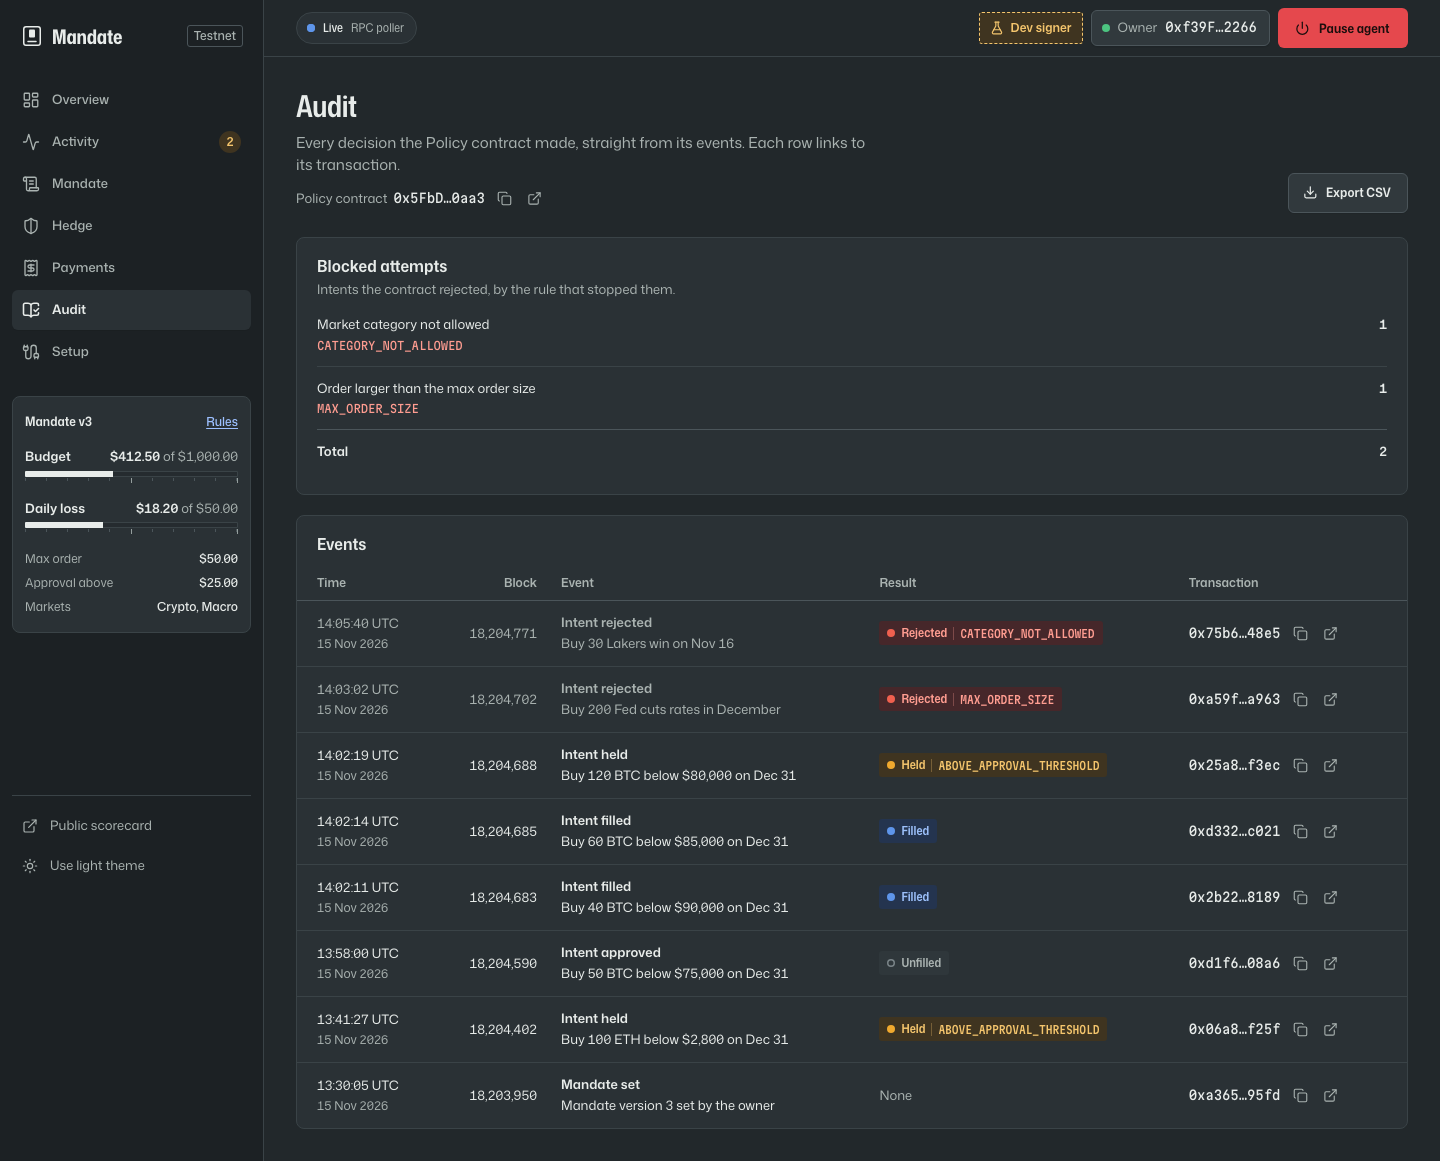 Mandate
Testnet
Overview
Activity
2
Mandate
Hedge
Payments
Audit
Setup
Mandate v3
Rules
Budget
$412.50 of $1,000.00
Daily loss
$18.20 of $50.00
Max order
$50.00
Approval above
$25.00
Markets
Crypto, Macro
Public scorecard
Use light theme
Live RPC poller
Dev signer
Owner 0xf39F…2266
Pause agent
Audit
Every decision the Policy contract made, straight from its events. Each row links to
its transaction.
Policy contract 0x5FbD…0aa3
Export CSV
Blocked attempts
Intents the contract rejected, by the rule that stopped them.
Market category not allowed
1
CATEGORY_NOT_ALLOWED
Order larger than the max order size
1
MAX_ORDER_SIZE
Total
2
Events
Time Block Event Result Transaction
14:05:40 UTC
15 Nov 2026
18,204,771
Intent rejected
Buy 30 Lakers win on Nov 16
Rejected CATEGORY_NOT_ALLOWED
0x75b6…48e5
14:03:02 UTC
15 Nov 2026
18,204,702
Intent rejected
Buy 200 Fed cuts rates in December
Rejected MAX_ORDER_SIZE
0xa59f…a963
14:02:19 UTC
15 Nov 2026
18,204,688
Intent held
Buy 120 BTC below $80,000 on Dec 31
Held ABOVE_APPROVAL_THRESHOLD
0x25a8…f3ec
14:02:14 UTC
15 Nov 2026
18,204,685
Intent filled
Buy 60 BTC below $85,000 on Dec 31
Filled
0xd332…c021
14:02:11 UTC
15 Nov 2026
18,204,683
Intent filled
Buy 40 BTC below $90,000 on Dec 31
Filled
0x2b22…8189
13:58:00 UTC
15 Nov 2026
18,204,590
Intent approved
Buy 50 BTC below $75,000 on Dec 31
Unfilled
0xd1f6…08a6
13:41:27 UTC
15 Nov 2026
18,204,402
Intent held
Buy 100 ETH below $2,800 on Dec 31
Held ABOVE_APPROVAL_THRESHOLD
0x06a8…f25f
13:30:05 UTC
15 Nov 2026
18,203,950
Mandate set
Mandate version 3 set by the owner
None
0xa365…95fd